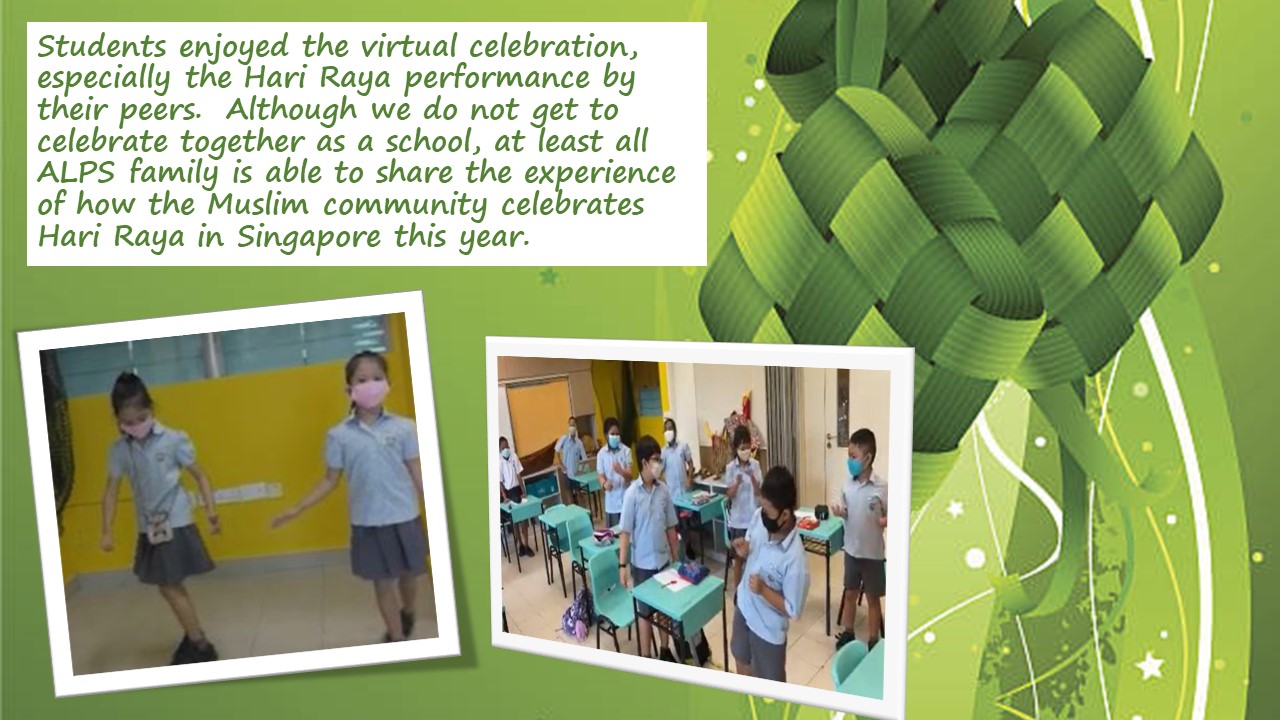 Students enjoyed the virtual celebration,
especially the Hari Raya performance by
their peers.  Although we do not get to
celebrate together as a school, at least all
ALPS family is able to share the experience
of how the Muslim community celebrates
Hari Raya in Singapore this year.